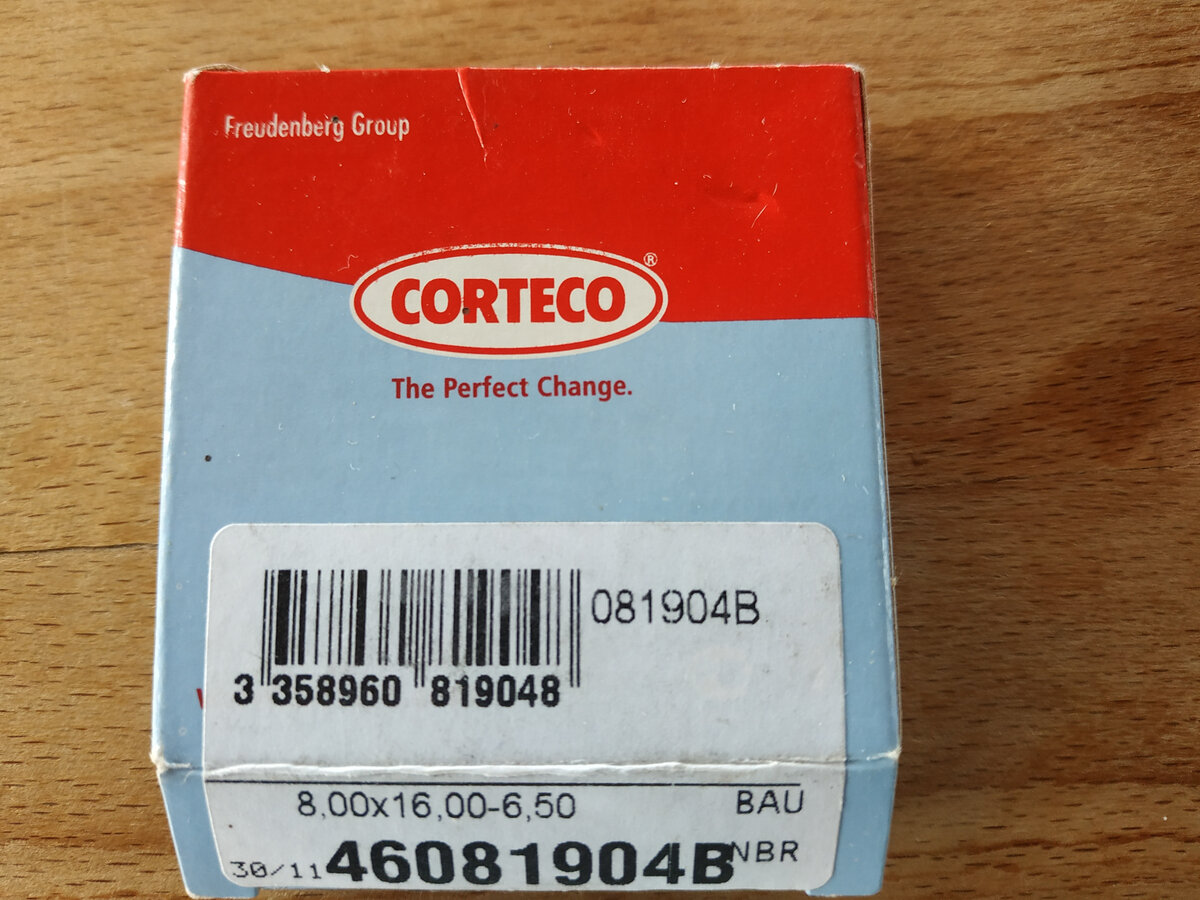 Freudenberg Group
CORTECO®
The Perfect Change.
081904B
3 358960 819048
8,00x16,00-6,50 BAU
30/11 46081904B NBR